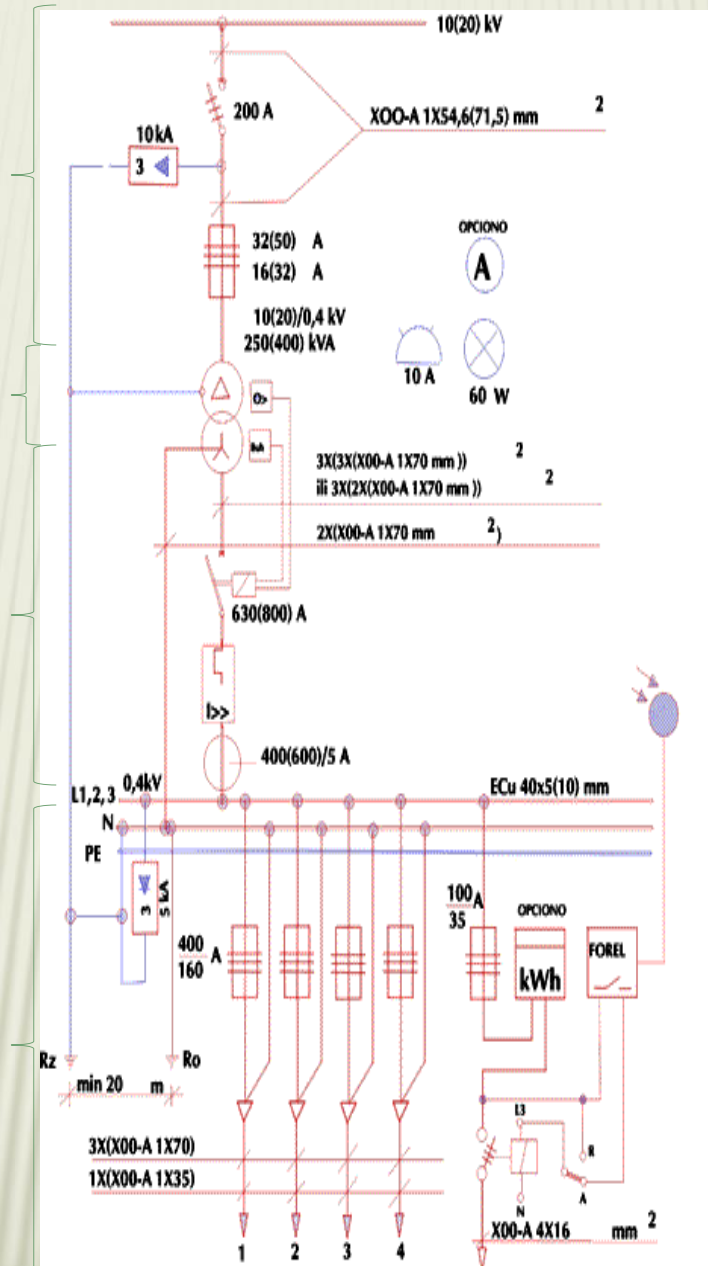 10(20) kV
200 A
XOO-A 1X54,6(71,5) mm 2
10 kA
3
32(50) A
16(32) A
OPCIONO
A
10(20)/0,4 kV
250(400) kVA
10 A
60 W
3X(3X(X00-A 1X70 mm )) 2
ili 3X(2X(X00-A 1X70 mm )) 2
2X(X00-A 1X70 mm 2)
630(800) A
I>>
400(600)/5 A
L1,2,3 0,4kV
ECu 40x5(10) mm
N
PE
3
5 kA
400
160 A
100
35 A
OPCIONO
kWh
FOREL
Rz
Ro
min 20 m
L3
R
A
N
3X(X00-A 1X70)
1X(X00-A 1X35)
X00-A 4X16 mm 2
1 2 3 4